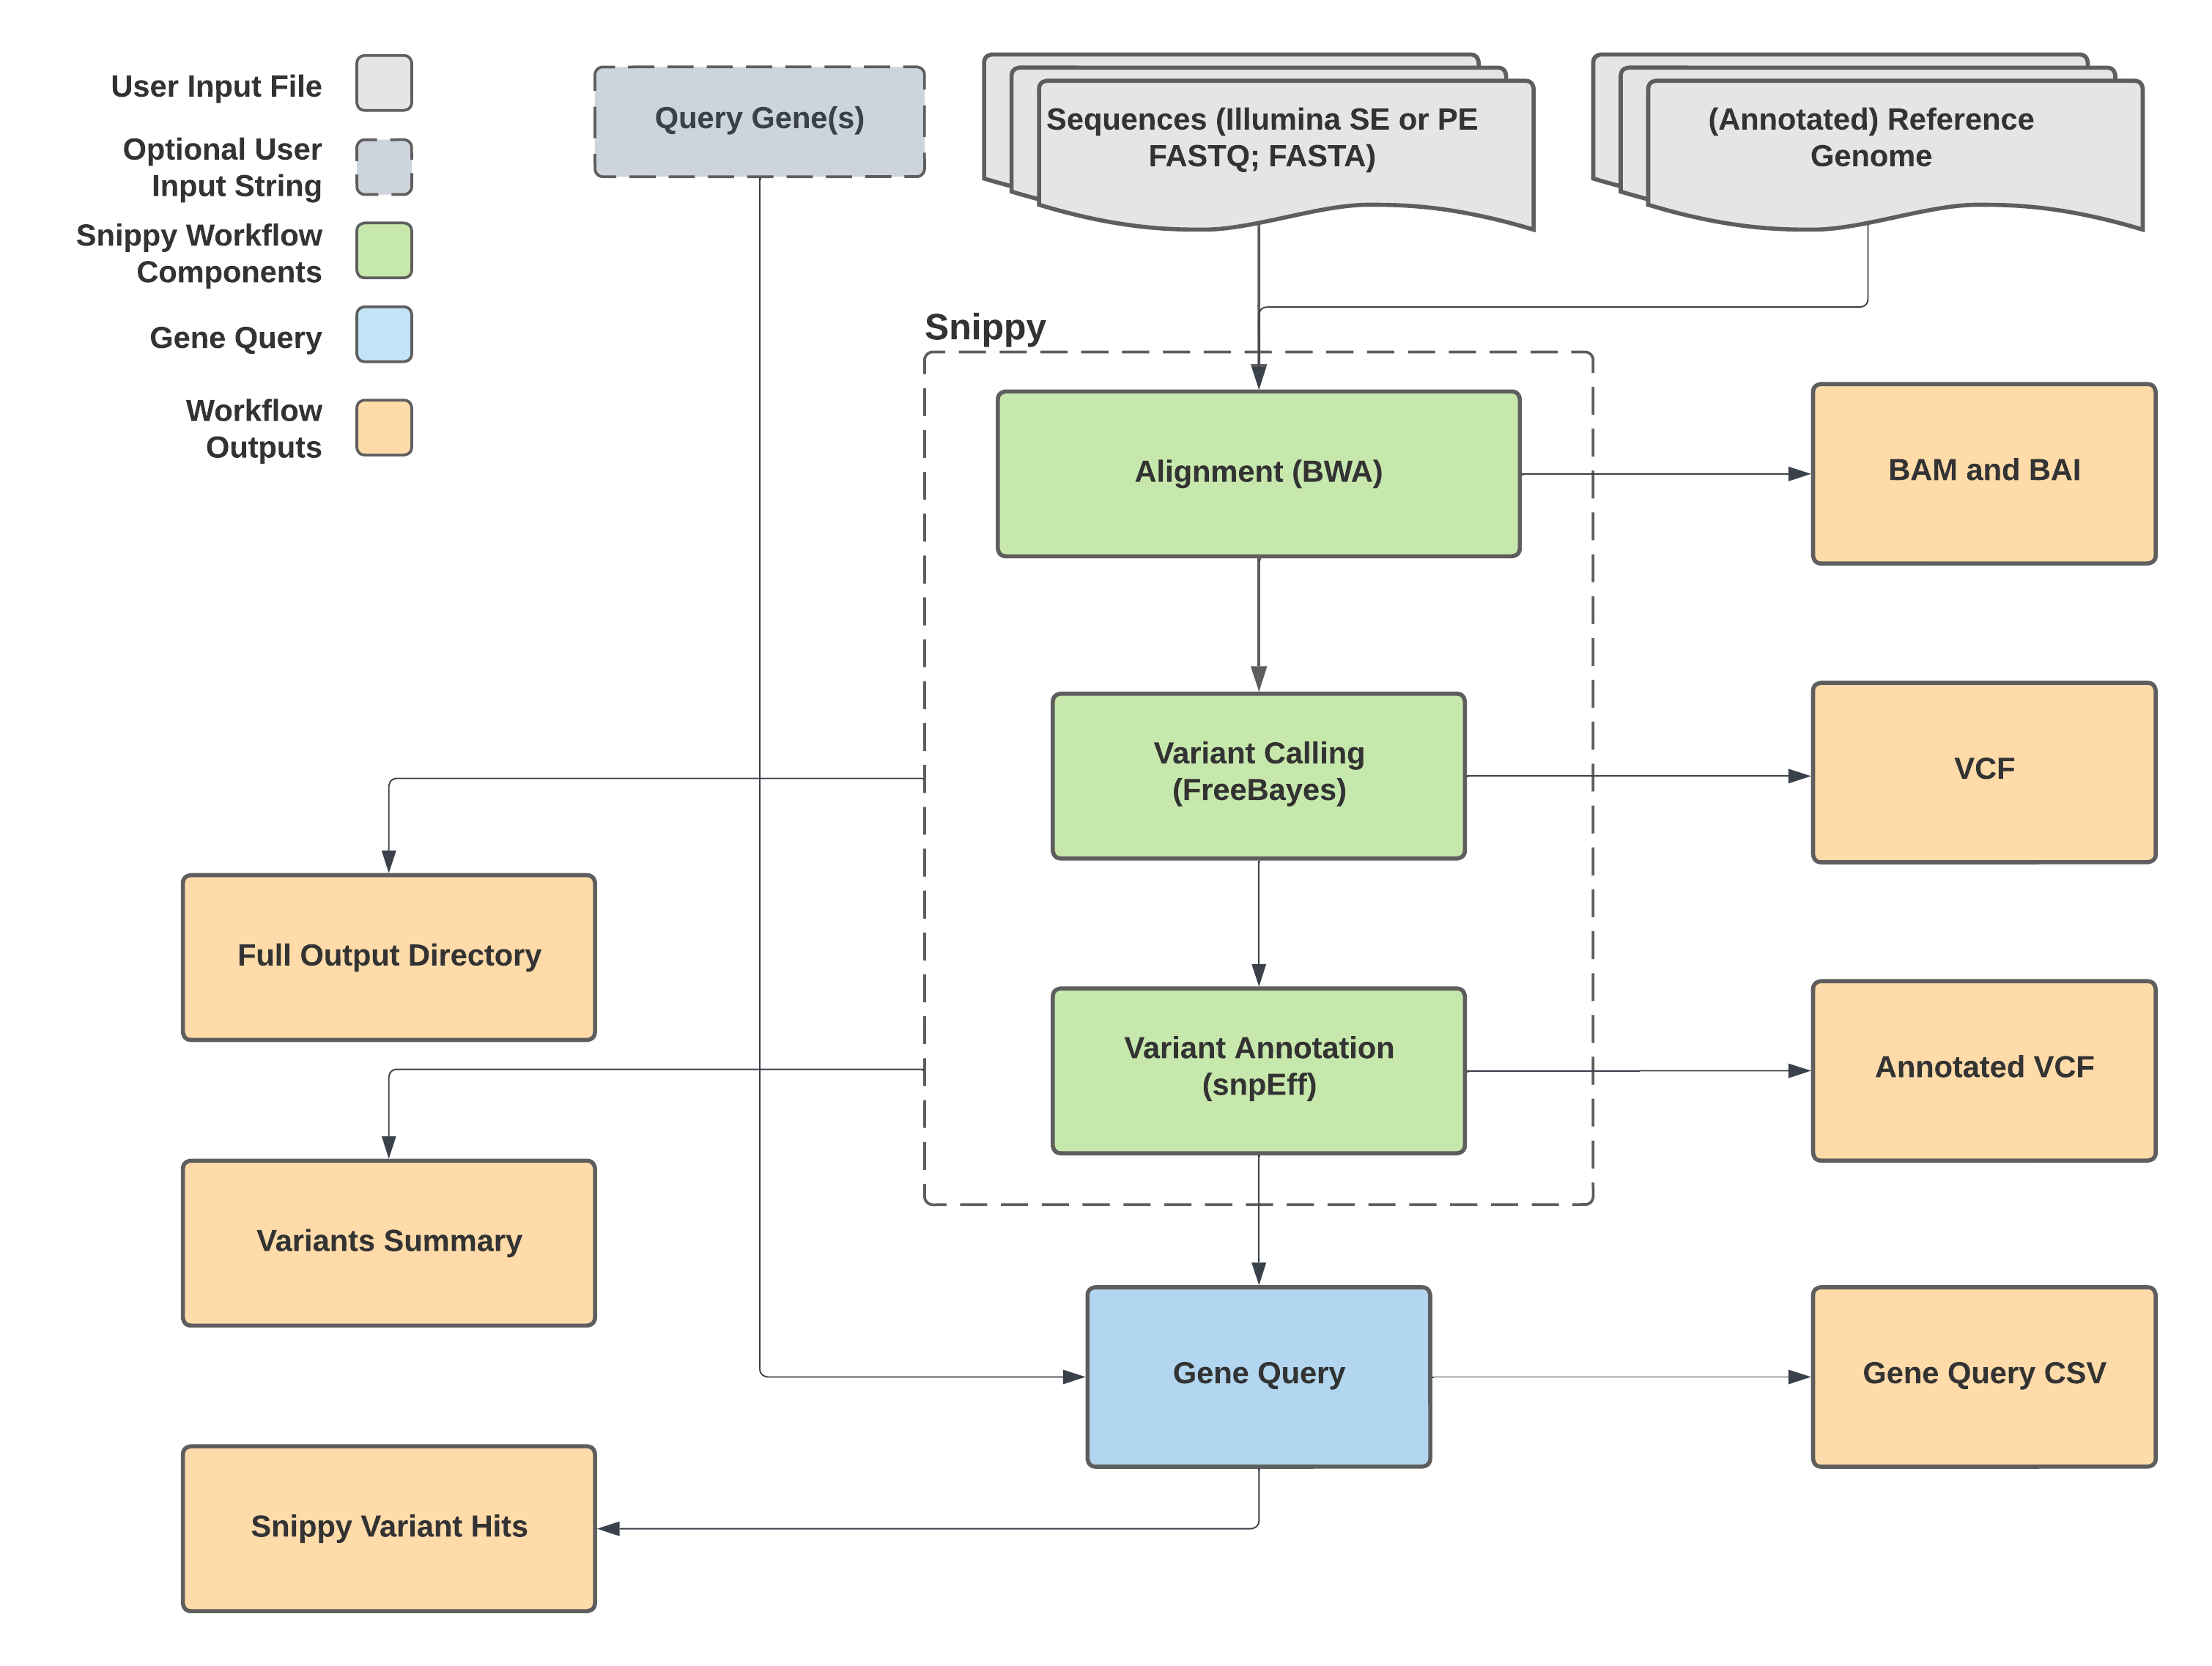 User Input File
Optional User
Input String
Snippy Workflow
Components
Gene Query
Workflow
Outputs
Query Gene(s)
Sequences (Illumina SE or PE
FASTQ; FASTA)
(Annotated) Reference
Genome
Snippy
Alignment (BWA)
BAM and BAI
Variant Calling
(FreeBayes)
VCF
Full Output Directory
Variant Annotation
(snpEff)
Annotated VCF
Variants Summary
Gene Query
Gene Query CSV
Snippy Variant Hits